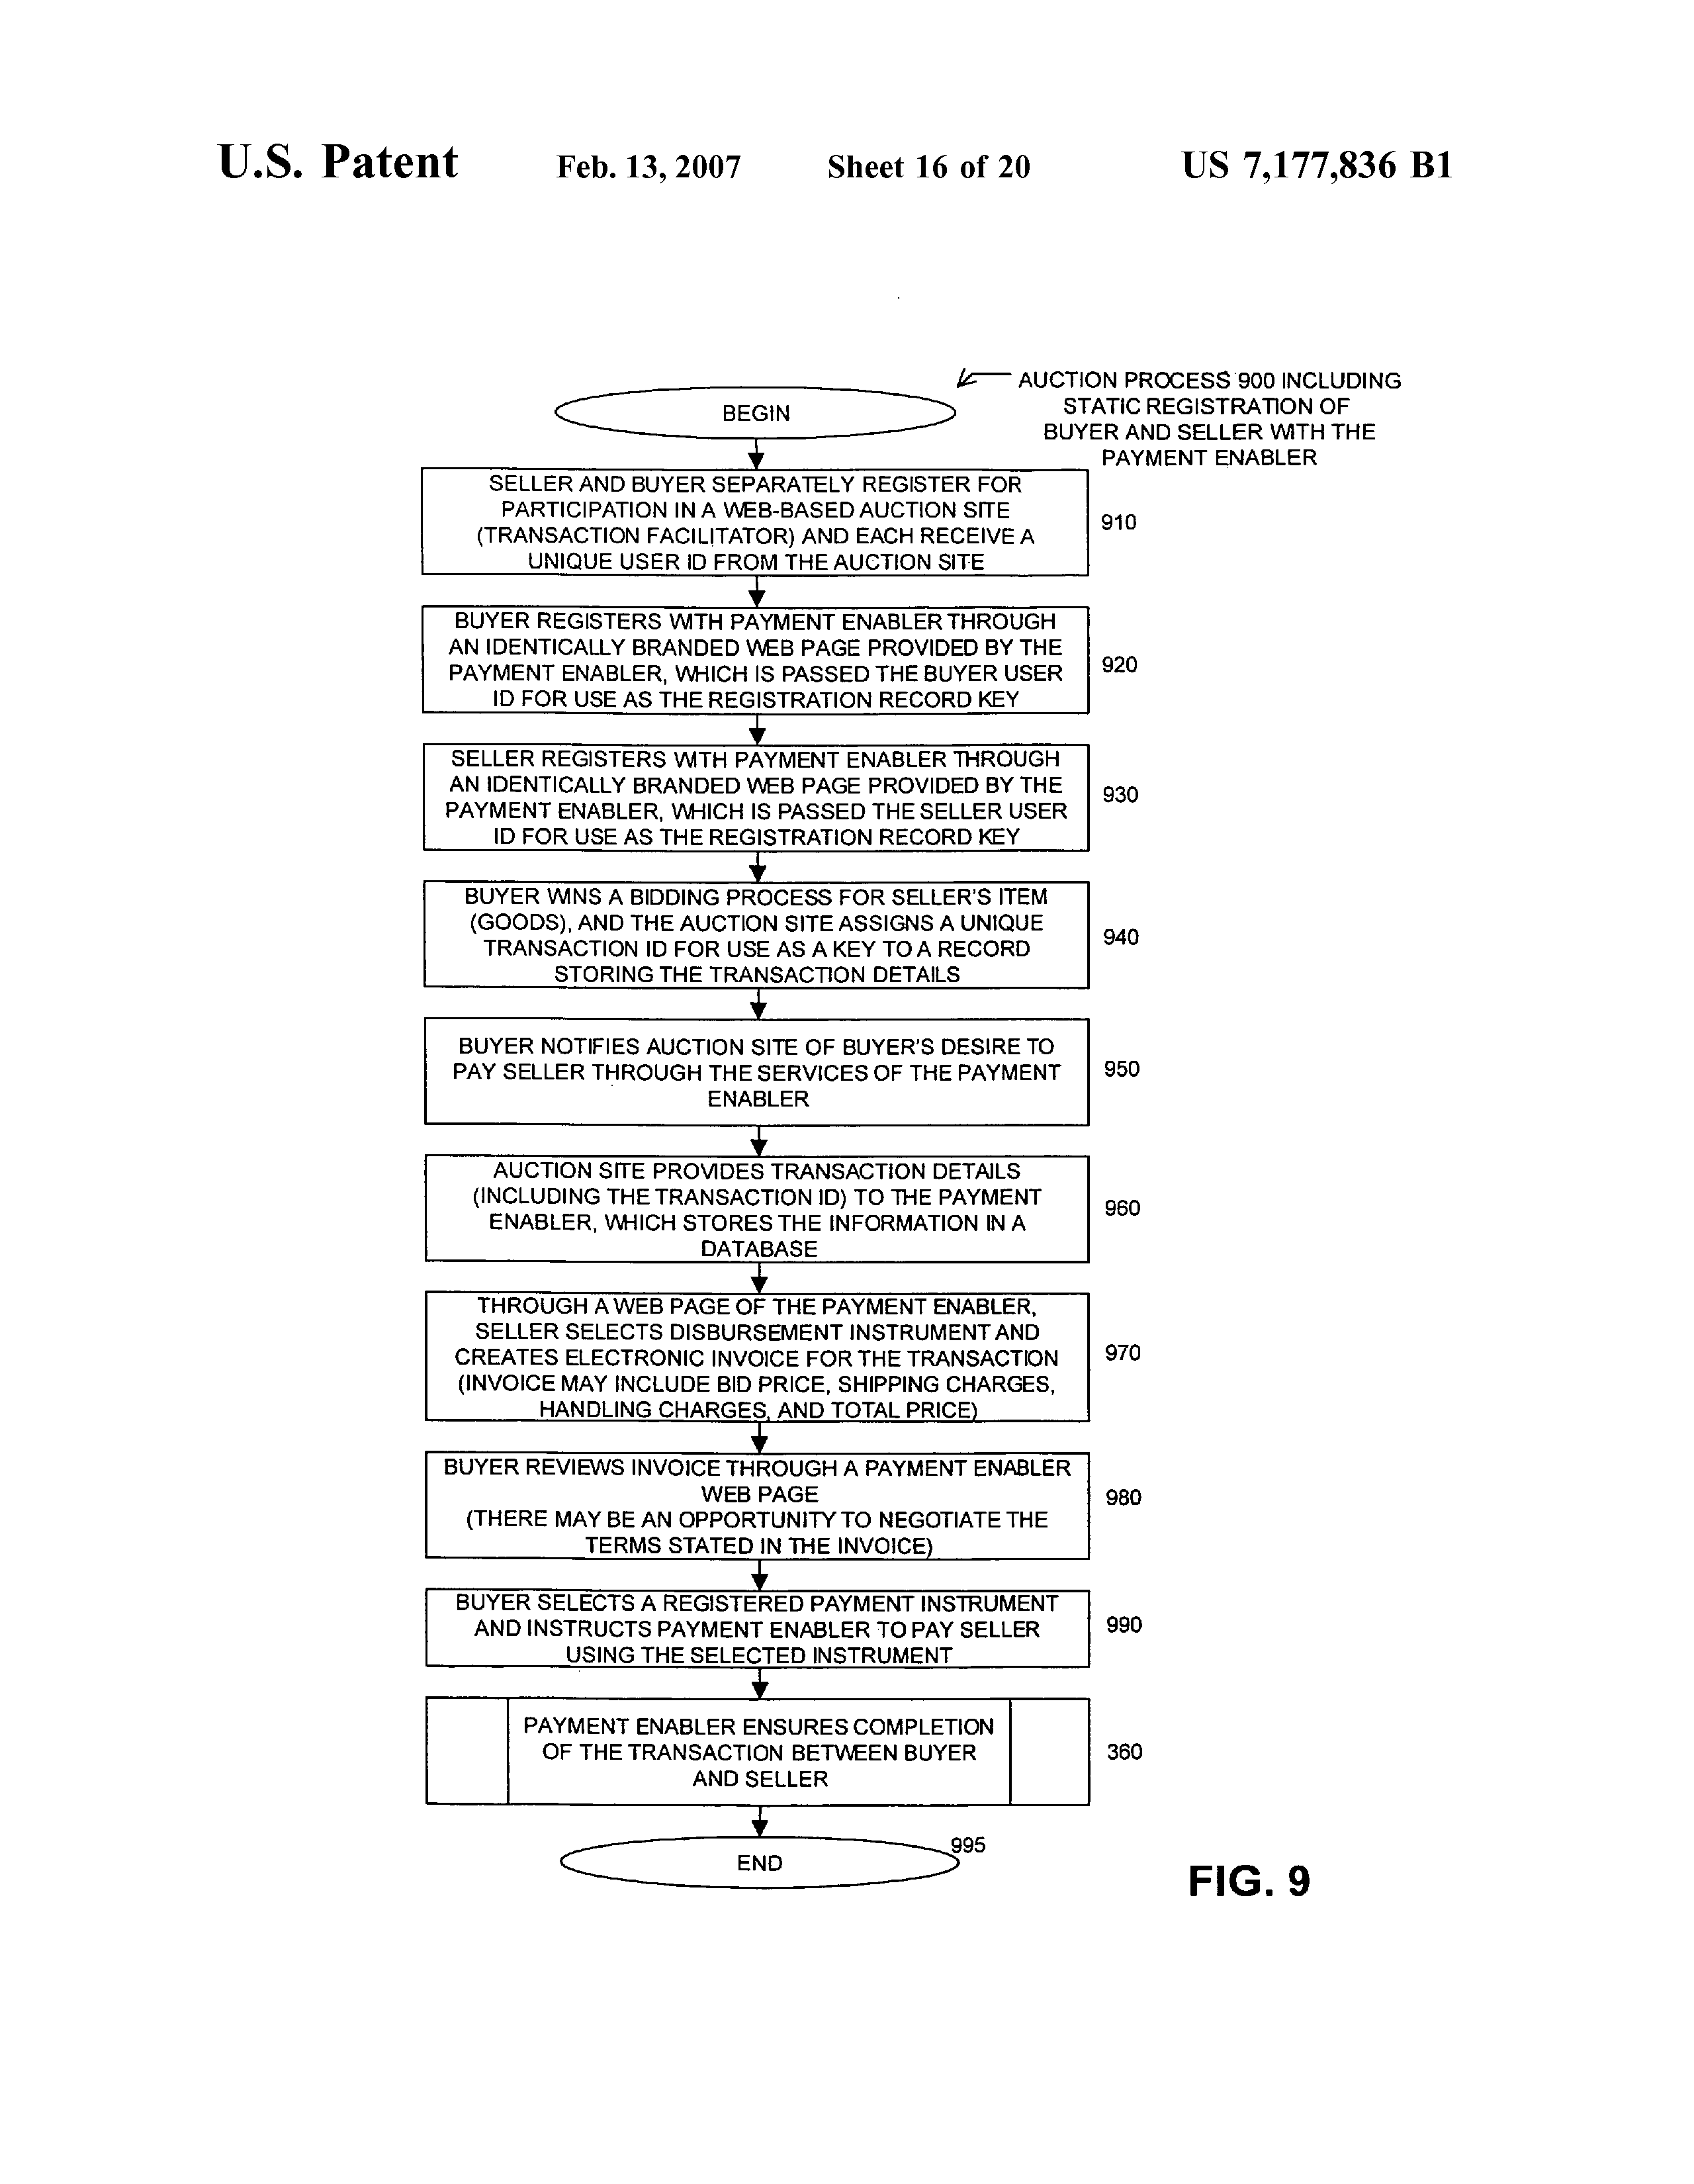 U.S. Patent Feb. 13, 2007 Sheet 16 of 20 US 7,177,836 B1
AUCTION PROCESS 900 INCLUDING
STATIC REGISTRATION OF
BUYER AND SELLER WITH THE
PAYMENT ENABLER
BEGIN
SELLER AND BUYER SEPARATELY REGISTER FOR
PARTICIPATION IN A WEB-BASED AUCTION SITE
(TRANSACTION FACILITATOR) AND EACH RECEIVE A
UNIQUE USER ID FROM THE AUCTION SITE
910
BUYER REGISTERS WITH PAYMENT ENABLER THROUGH
AN IDENTICALLY BRANDED WEB PAGE PROVIDED BY THE
PAYMENT ENABLER, WHICH IS PASSED THE BUYER USER
ID FOR USE AS THE REGISTRATION RECORD KEY
920
SELLER REGISTERS WITH PAYMENT ENABLER THROUGH
AN IDENTICALLY BRANDED WEB PAGE PROVIDED BY THE
PAYMENT ENABLER, WHICH IS PASSED THE SELLER USER
ID FOR USE AS THE REGISTRATION RECORD KEY
930
BUYER WINS A BIDDING PROCESS FOR SELLER'S ITEM
(GOODS), AND THE AUCTION SITE ASSIGNS A UNIQUE
TRANSACTION ID FOR USE AS A KEY TO A RECORD
STORING THE TRANSACTION DETAILS
940
BUYER NOTIFIES AUCTION SITE OF BUYER'S DESIRE TO
PAY SELLER THROUGH THE SERVICES OF THE PAYMENT
ENABLER
950
AUCTION SITE PROVIDES TRANSACTION DETAILS
(INCLUDING THE TRANSACTION ID) TO THE PAYMENT
ENABLER, WHICH STORES THE INFORMATION IN A
DATABASE
960
THROUGH A WEB PAGE OF THE PAYMENT ENABLER,
SELLER SELECTS DISBURSEMENT INSTRUMENT AND
CREATES ELECTRONIC INVOICE FOR THE TRANSACTION
(INVOICE MAY INCLUDE BID PRICE, SHIPPING CHARGES,
HANDLING CHARGES, AND TOTAL PRICE)
970
BUYER REVIEWS INVOICE THROUGH A PAYMENT ENABLER
WEB PAGE
(THERE MAY BE AN OPPORTUNITY TO NEGOTIATE THE
TERMS STATED IN THE INVOICE)
980
BUYER SELECTS A REGISTERED PAYMENT INSTRUMENT
AND INSTRUCTS PAYMENT ENABLER TO PAY SELLER
USING THE SELECTED INSTRUMENT
990
PAYMENT ENABLER ENSURES COMPLETION
OF THE TRANSACTION BETWEEN BUYER
AND SELLER
360
END
995
FIG. 9